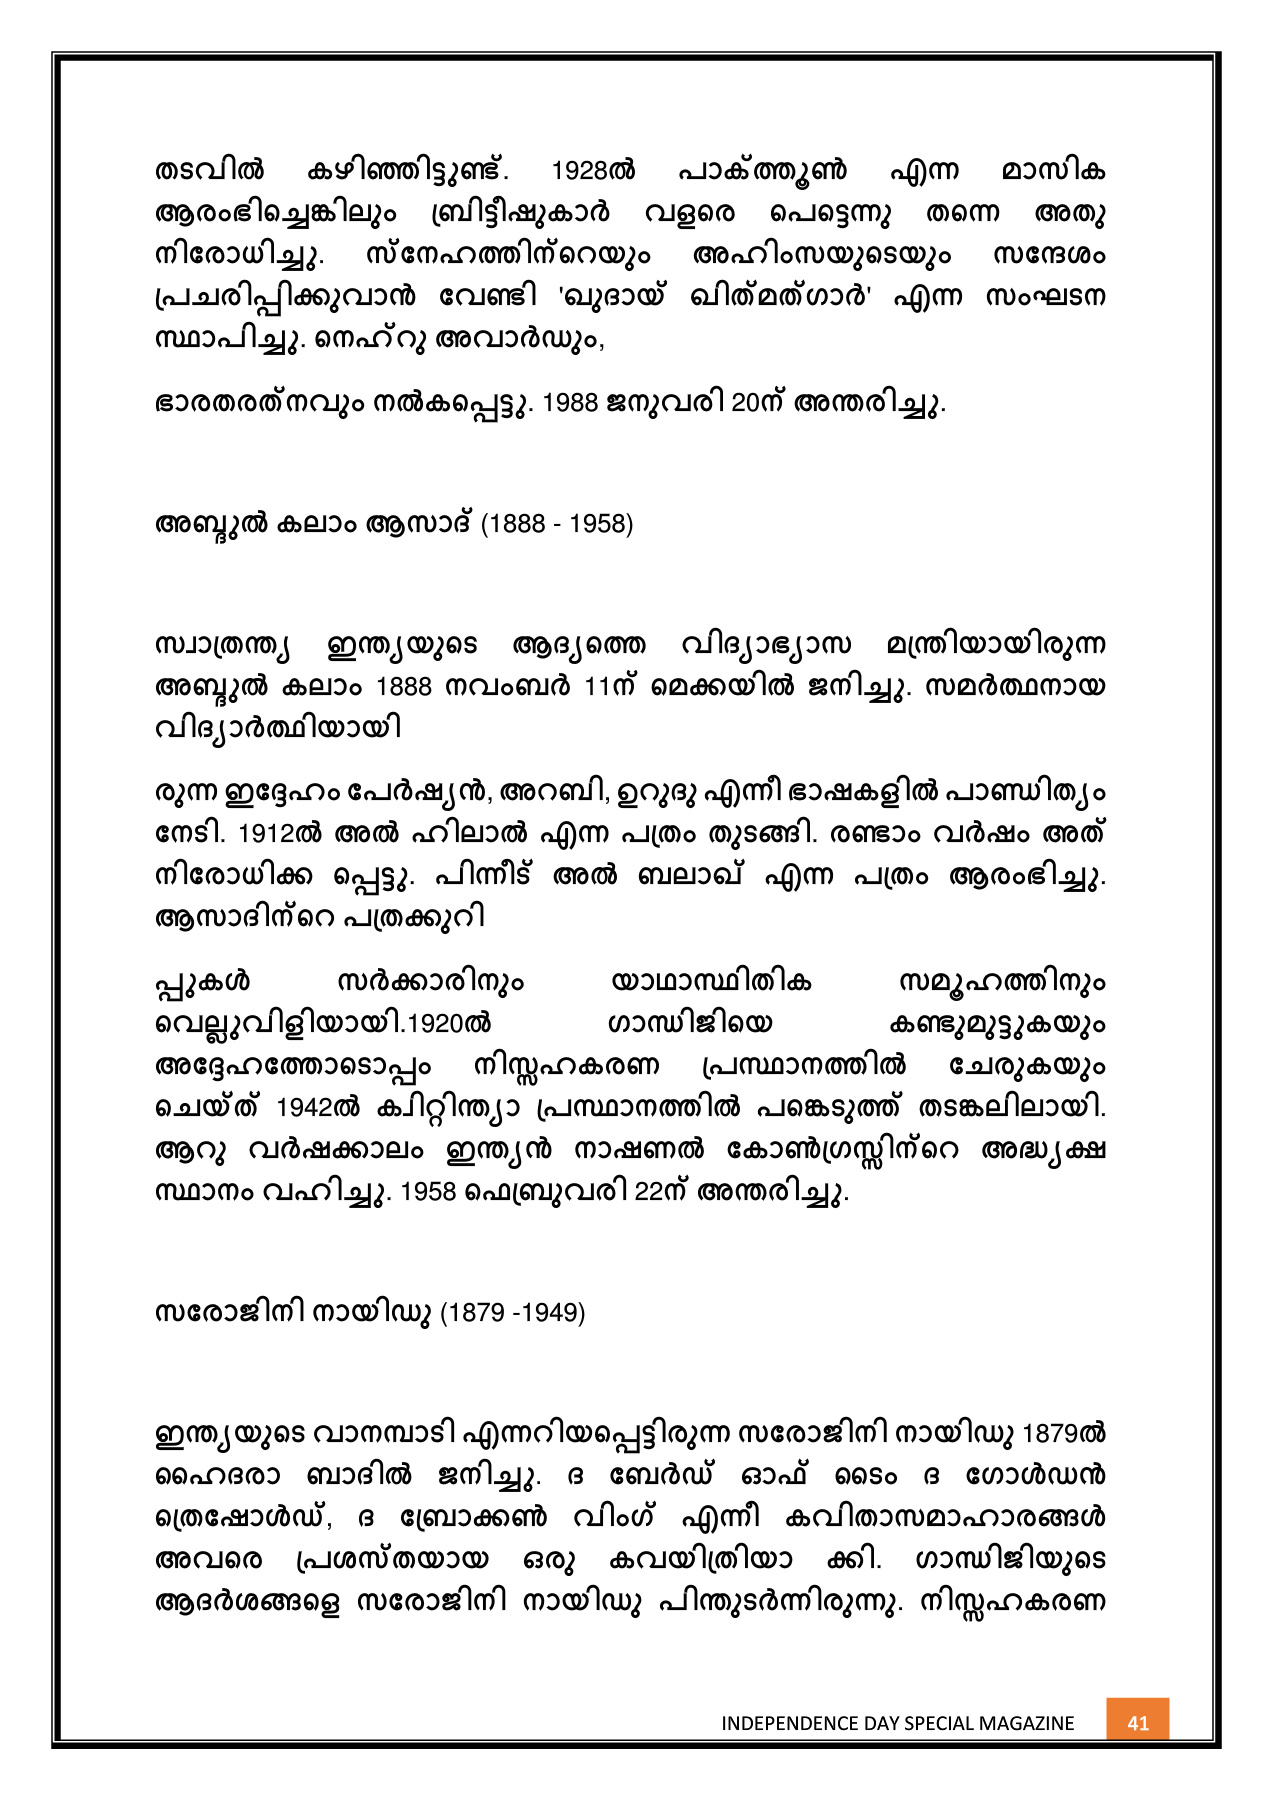 തടവിൽ കഴിഞ്ഞിട്ടുണ്ട്. 1928ൽ പാക്ത്തൂൺ എന്ന മാസിക
ആരംഭിച്ചെങ്കിലും ബ്രിട്ടീഷുകാർ വളരെ പെട്ടെന്നു തന്നെ അതു
നിരോധിച്ചു. സ്നേഹത്തിന്റെയും അഹിംസയുടെയും സന്ദേശം
പ്രചരിപ്പിക്കുവാൻ വേണ്ടി 'ഖുദായ് ഖിത്മത്ഗാർ' എന്ന സംഘടന
സ്ഥാപിച്ചു. നെഹ്റു അവാർഡും,
ഭാരതരത്നവും നൽകപ്പെട്ടു. 1988 ജനുവരി 20ന് അന്തരിച്ചു.
അബ്ദുൽ കലാം ആസാദ് (1888 - 1958)
സ്വാത്രന്ത്യ ഇന്ത്യയുടെ ആദ്യത്തെ വിദ്യാഭ്യാസ മന്ത്രിയായിരുന്ന
അബ്ദുൽ കലാം 1888 നവംബർ 11ന് മെക്കയിൽ ജനിച്ചു. സമർത്ഥനായ
വിദ്യാർത്ഥിയായി
രുന്ന ഇദ്ദേഹം പേർഷ്യൻ, അറബി, ഉറുദു എന്നീ ഭാഷകളിൽ പാണ്ഡിത്യം
നേടി. 1912ൽ അൽ ഹിലാൽ എന്ന പത്രം തുടങ്ങി. രണ്ടാം വർഷം അത്
നിരോധിക്ക പ്പെട്ടു. പിന്നീട് അൽ ബലാഖ് എന്ന പത്രം ആരംഭിച്ചു.
ആസാദിന്റെ പത്രക്കുറി
പ്പുകൾ സർക്കാരിനും യാഥാസ്ഥിതിക സമൂഹത്തിനും
വെല്ലുവിളിയായി.1920ൽ ഗാന്ധിജിയെ കണ്ടുമുട്ടുകയും
അദ്ദേഹത്തോടൊപ്പം നിസ്സഹകരണ പ്രസ്ഥാനത്തിൽ ചേരുകയും
ചെയ്ത് 1942ൽ ക്വിറ്റിന്ത്യാ പ്രസ്ഥാനത്തിൽ പങ്കെടുത്ത് തടങ്കലിലായി.
ആറു വർഷക്കാലം ഇന്ത്യൻ നാഷണൽ കോൺഗ്രസ്സിന്റെ അദ്ധ്യക്ഷ
സ്ഥാനം വഹിച്ചു. 1958 ഫെബ്രുവരി 22ന് അന്തരിച്ചു.
സരോജിനി നായിഡു (1879 -1949)
ഇന്ത്യയുടെ വാനമ്പാടി എന്നറിയപ്പെട്ടിരുന്ന സരോജിനി നായിഡു 1879ൽ
ഹൈദരാ ബാദിൽ ജനിച്ചു. ദ ബേർഡ് ഓഫ് ടൈം ദ ഗോൾഡൻ
ത്രെഷോൾഡ്, ദ ബ്രോക്കൺ വിംഗ് എന്നീ കവിതാസമാഹാരങ്ങൾ
അവരെ പ്രശസ്തയായ ഒരു കവയിത്രിയാ ക്കി. ഗാന്ധിജിയുടെ
ആദർശങ്ങളെ സരോജിനി നായിഡു പിന്തുടർന്നിരുന്നു. നിസ്സഹകരണ
INDEPENDENCE DAY SPECIAL MAGAZINE 41